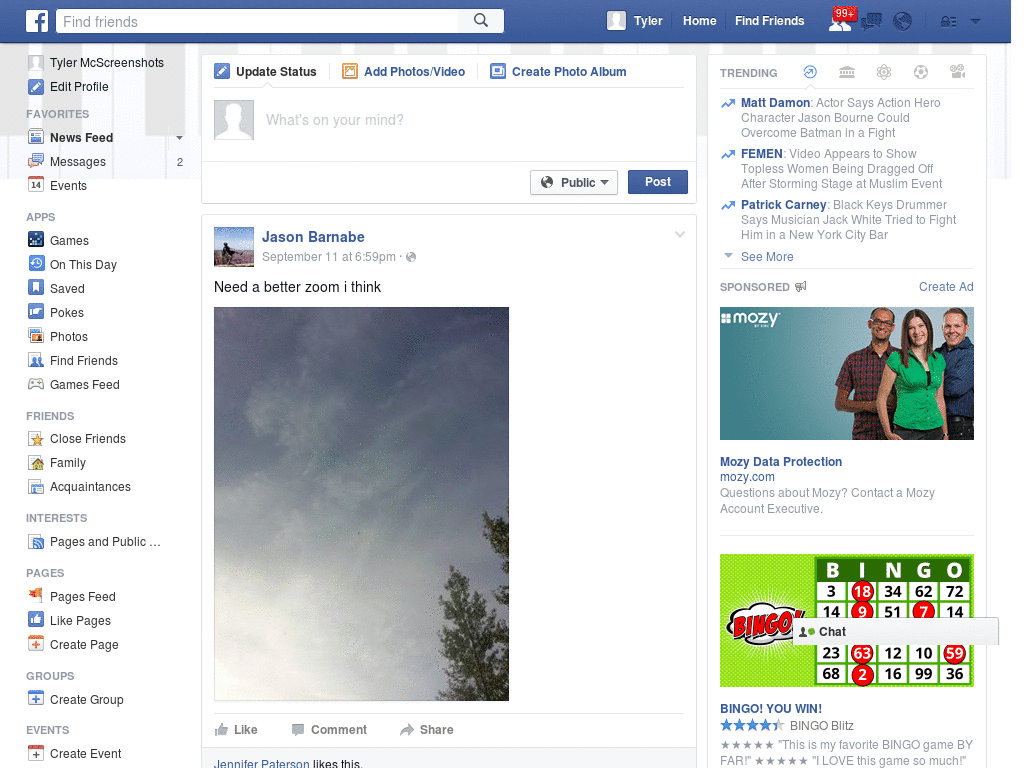 Find friends
Tyler
Home
Find Friends
99+
Tyler McScreenshots
Edit Profile
FAVORITES
News Feed
Messages 2
14 Events
APPS
Games
On This Day
Saved
Pokes
Photos
Find Friends
Games Feed
FRIENDS
Close Friends
Family
Acquaintances
INTERESTS
Pages and Public ...
PAGES
Pages Feed
Like Pages
Create Page
GROUPS
Create Group
EVENTS
Create Event
Update Status
Add Photos/Video
Create Photo Album
What's on your mind?
Public
Post
Jason Barnabe
September 11 at 6:59pm ·
Need a better zoom i think
Like
Comment
Share
Jennifer Paterson likes this.
TRENDING
Matt Damon: Actor Says Action Hero
Character Jason Bourne Could
Overcome Batman in a Fight
FEMEN: Video Appears to Show
Topless Women Being Dragged Off
After Storming Stage at Muslim Event
Patrick Carney: Black Keys Drummer
Says Musician Jack White Tried to Fight
Him in a New York City Bar
See More
SPONSORED
Create Ad
mozy
Mozy Data Protection
mozy.com
Questions about Mozy? Contact a Mozy
Account Executive.
B I N G O
3 18 34 62 72
14 9 51 7 14
BINGO!
Chat
23 63 12 10 59
68 2 16 99 36
BINGO! YOU WIN!
BINGO Blitz
★★★★★ "This is my favorite BINGO game BY
FAR!" ★★★★★ "I LOVE this game so much!"